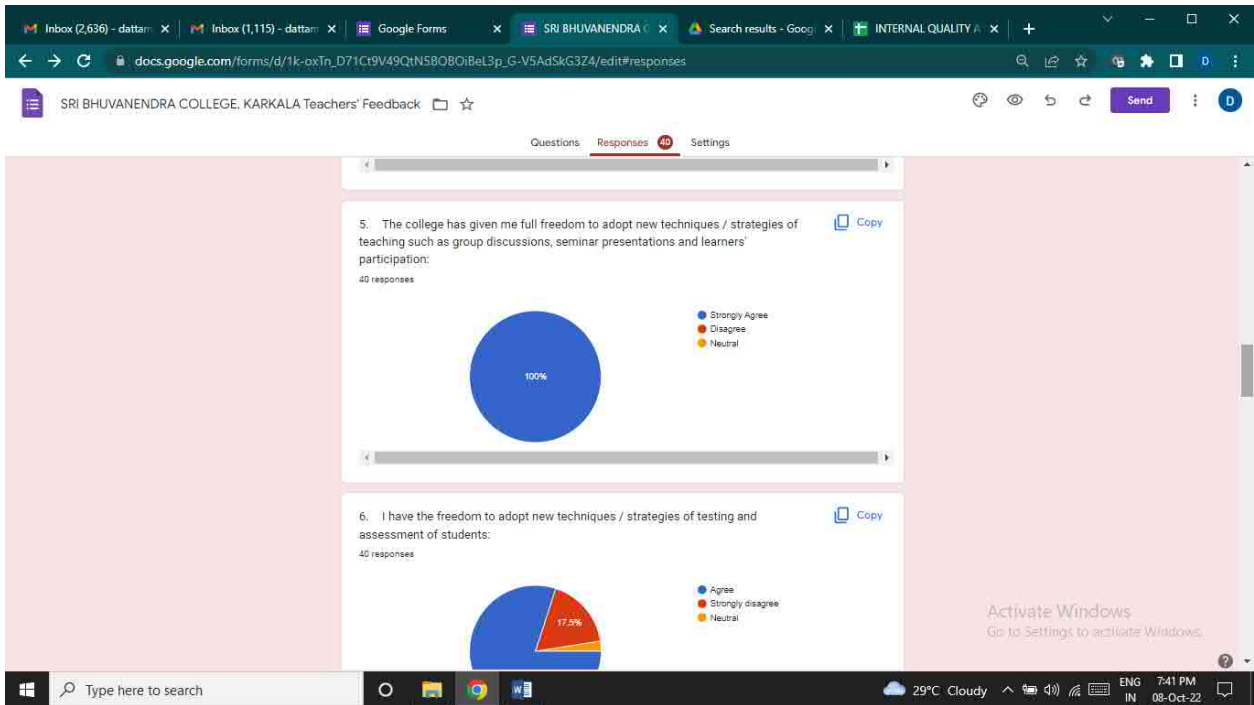 Inbox (2,636) - dattam
Inbox (1,115) - dattam
Google Forms
SRI BHUVANENDRA C
Search results - Goog
INTERNAL QUALITY A
docs.google.com/forms/d/1k-oxTn_D71Ct9V49QtN5BOBOiBeL3p_G-V5AdSkG3Z4/edit#responses
D
SRI BHUVANENDRA COLLEGE, KARKALA Teachers' Feedback
Send
D
Questions Responses 40 Settings
5. The college has given me full freedom to adopt new techniques / strategies of
teaching such as group discussions, seminar presentations and learners'
participation:
Copy
40 responses
Strongly Agree
Disagree
Neutral
100%
6. I have the freedom to adopt new techniques / strategies of testing and
assessment of students:
Copy
40 responses
Agree
Strongly disagree
Neutral
17.5%
Activate Windows
Go to Settings to activate Windows.
Type here to search
29°C Cloudy
ENG
IN
7:41 PM
08-Oct-22